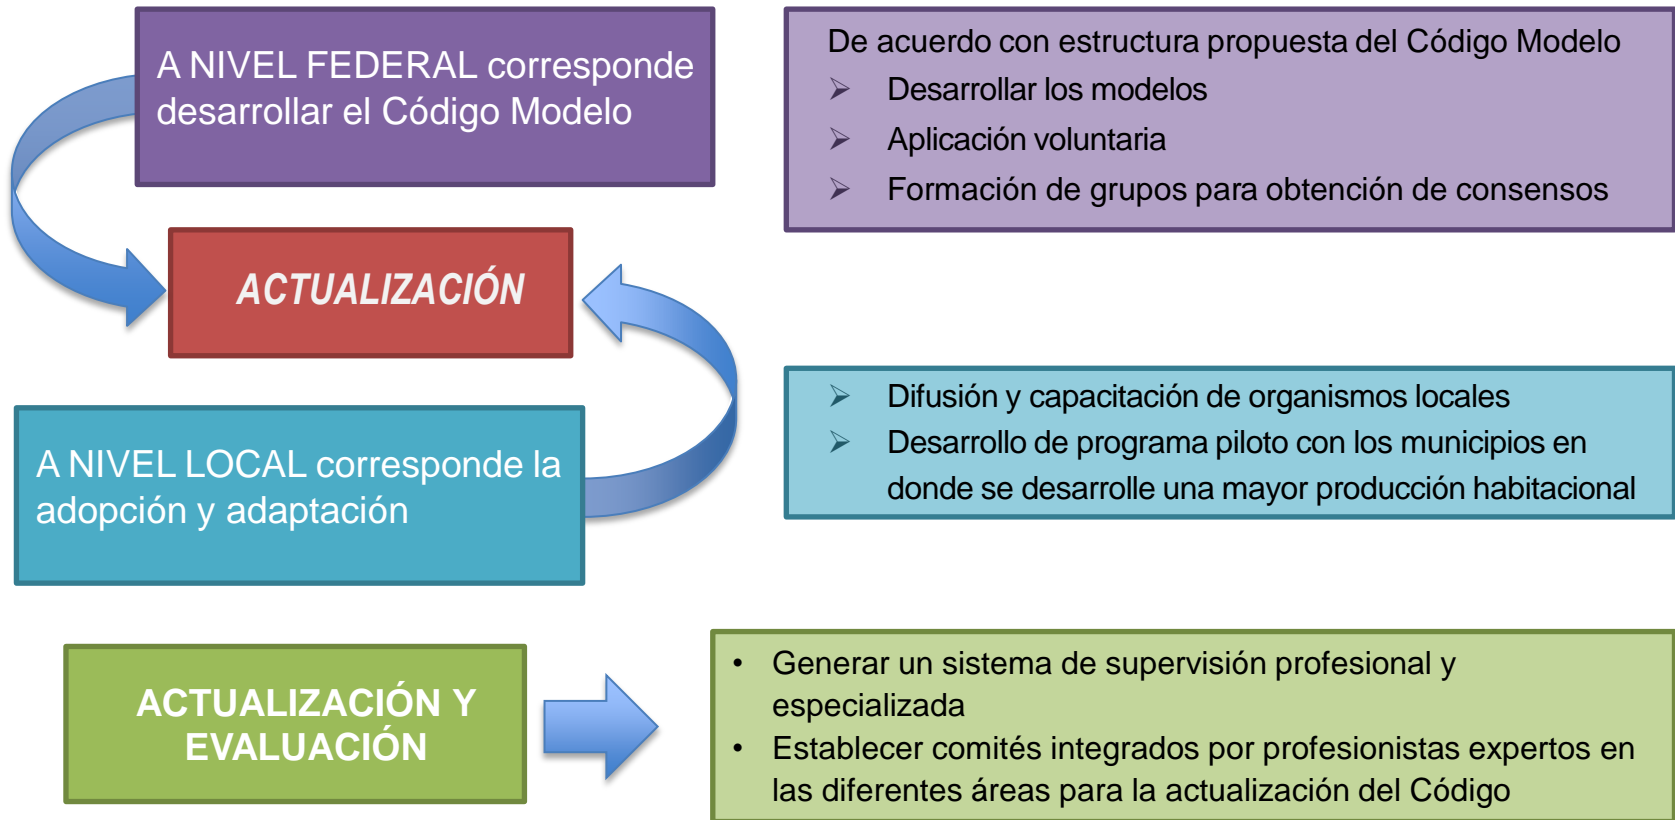 A NIVEL FEDERAL corresponde
desarrollar el Código Modelo
De acuerdo con estructura propuesta del Código Modelo
➢ Desarrollar los modelos
➢ Aplicación voluntaria
➢ Formación de grupos para obtención de consensos
ACTUALIZACIÓN
A NIVEL LOCAL corresponde la
adopción y adaptación
➢ Difusión y capacitación de organismos locales
➢ Desarrollo de programa piloto con los municipios en
donde se desarrolle una mayor producción habitacional
ACTUALIZACIÓN Y
EVALUACIÓN
• Generar un sistema de supervisión profesional y
especializada
• Establecer comités integrados por profesionistas expertos en
las diferentes áreas para la actualización del Código